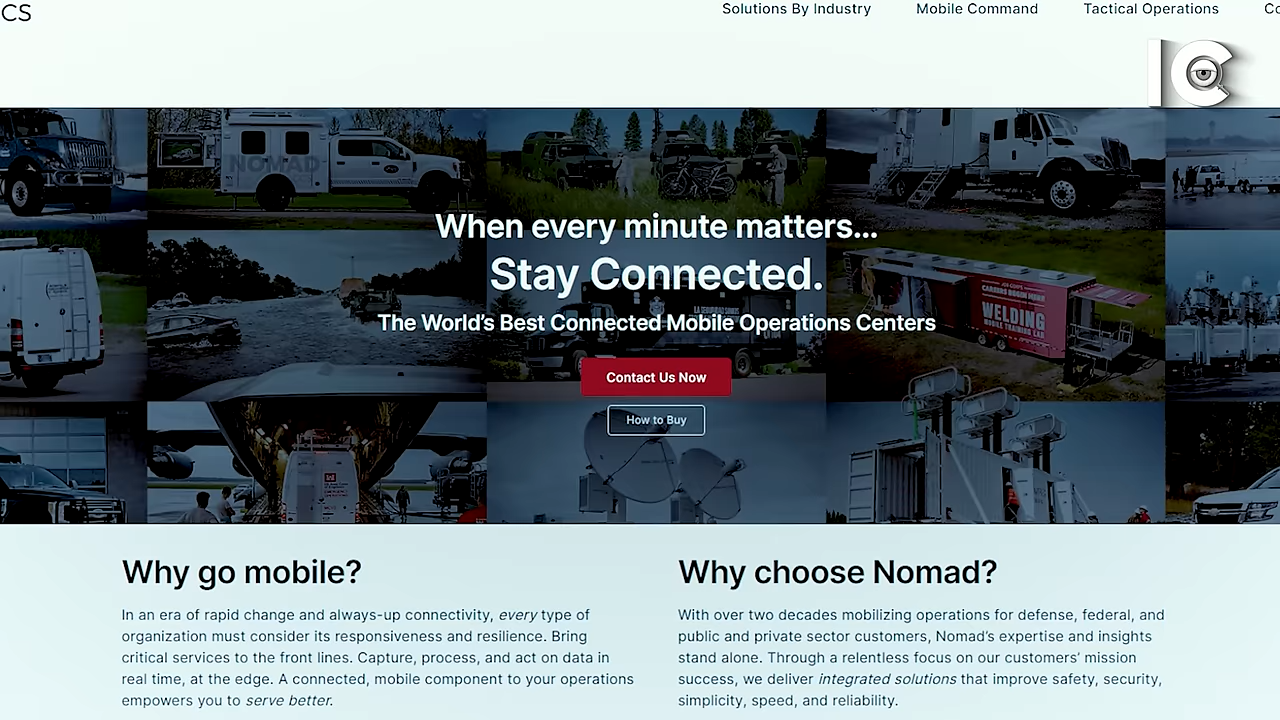 CS
Solutions By Industry
Mobile Command
Tactical Operations
Co
IC
NOMAD
When every minute matters...
Stay Connected.
The World's Best Connected Mobile Operations Centers
WELDING
MOBILE TRAINING LAB
Contact Us Now
How to Buy
Why go mobile?
In an era of rapid change and always-up connectivity, every type of
organization must consider its responsiveness and resilience. Bring
critical services to the front lines. Capture, process, and act on data in
real time, at the edge. A connected, mobile component to your operations
empowers you to serve better.
Why choose Nomad?
With over two decades mobilizing operations for defense, federal, and
public and private sector customers, Nomad's expertise and insights
stand alone. Through a relentless focus on our customers' mission
success, we deliver integrated solutions that improve safety, security,
simplicity, speed, and reliability.